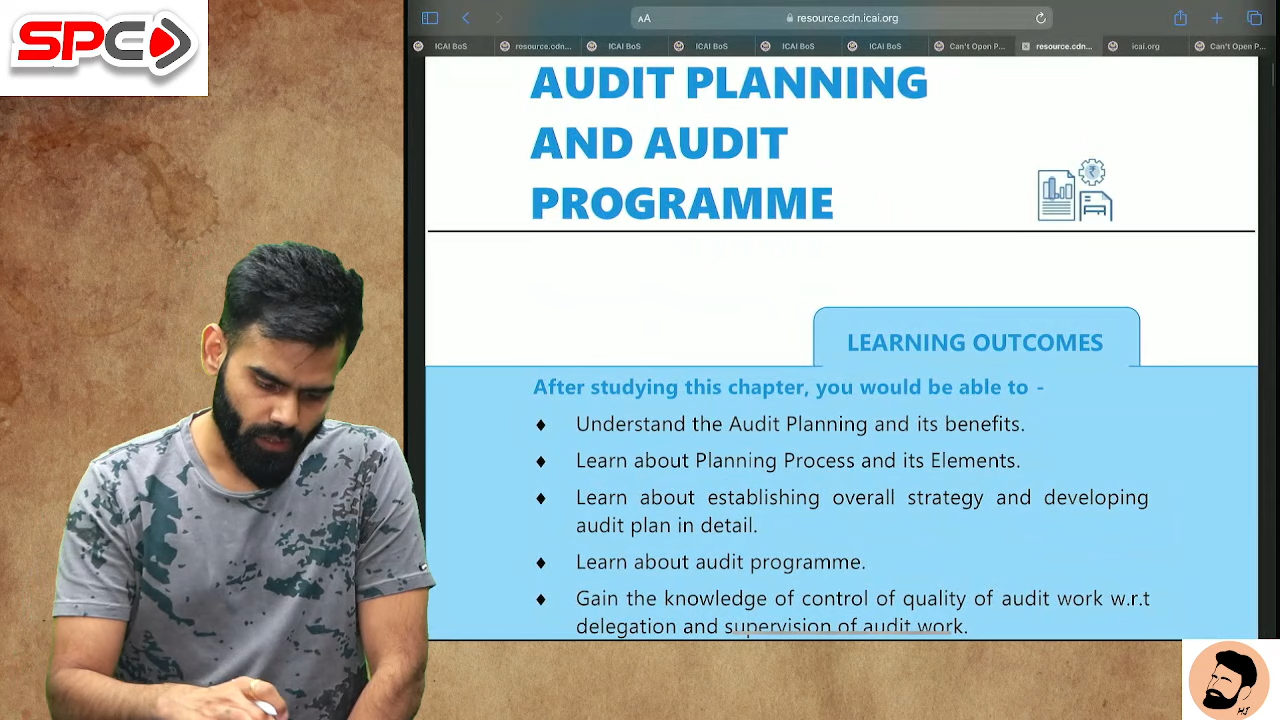 SPC
AA
resource.cdn.icai.org
ICAI BoS
resource.cdn...
ICAI BoS
ICAI BoS
ICAI BoS
ICAI BoS
Can't Open P...
resource.cdn...
icai.org
Can't Open P...
AUDIT PLANNING
AND AUDIT
PROGRAMME
₹
LEARNING OUTCOMES
After studying this chapter, you would be able to -
♦ Understand the Audit Planning and its benefits.
♦ Learn about Planning Process and its Elements.
♦ Learn about establishing overall strategy and developing
audit plan in detail.
♦ Learn about audit programme.
♦ Gain the knowledge of control of quality of audit work w.r.t
delegation and supervision of audit work.